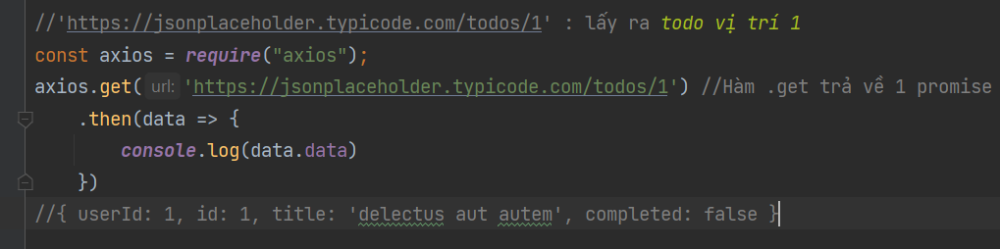 //'https://jsonplaceholder.typicode.com/todos/1' : lấy ra todo vị trí 1
const axios = require("axios");
axios.get( url: 'https://jsonplaceholder.typicode.com/todos/1') //Hàm .get trả về 1 promise
.then(data => {
console.log(data.data)
})
//{ userId: 1, id: 1, title: 'delectus aut autem', completed: false }